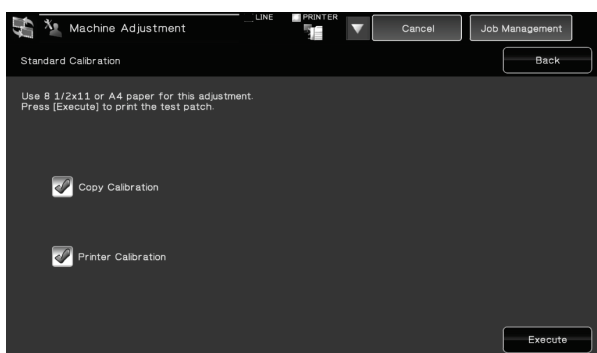 LINE PRINTER
Machine Adjustment Cancel Job Management
Standard Calibration Back
Use 8 1/2x11 or A4 paper for this adjustment.
Press [Execute] to print the test patch.
Copy Calibration
Printer Calibration
Execute